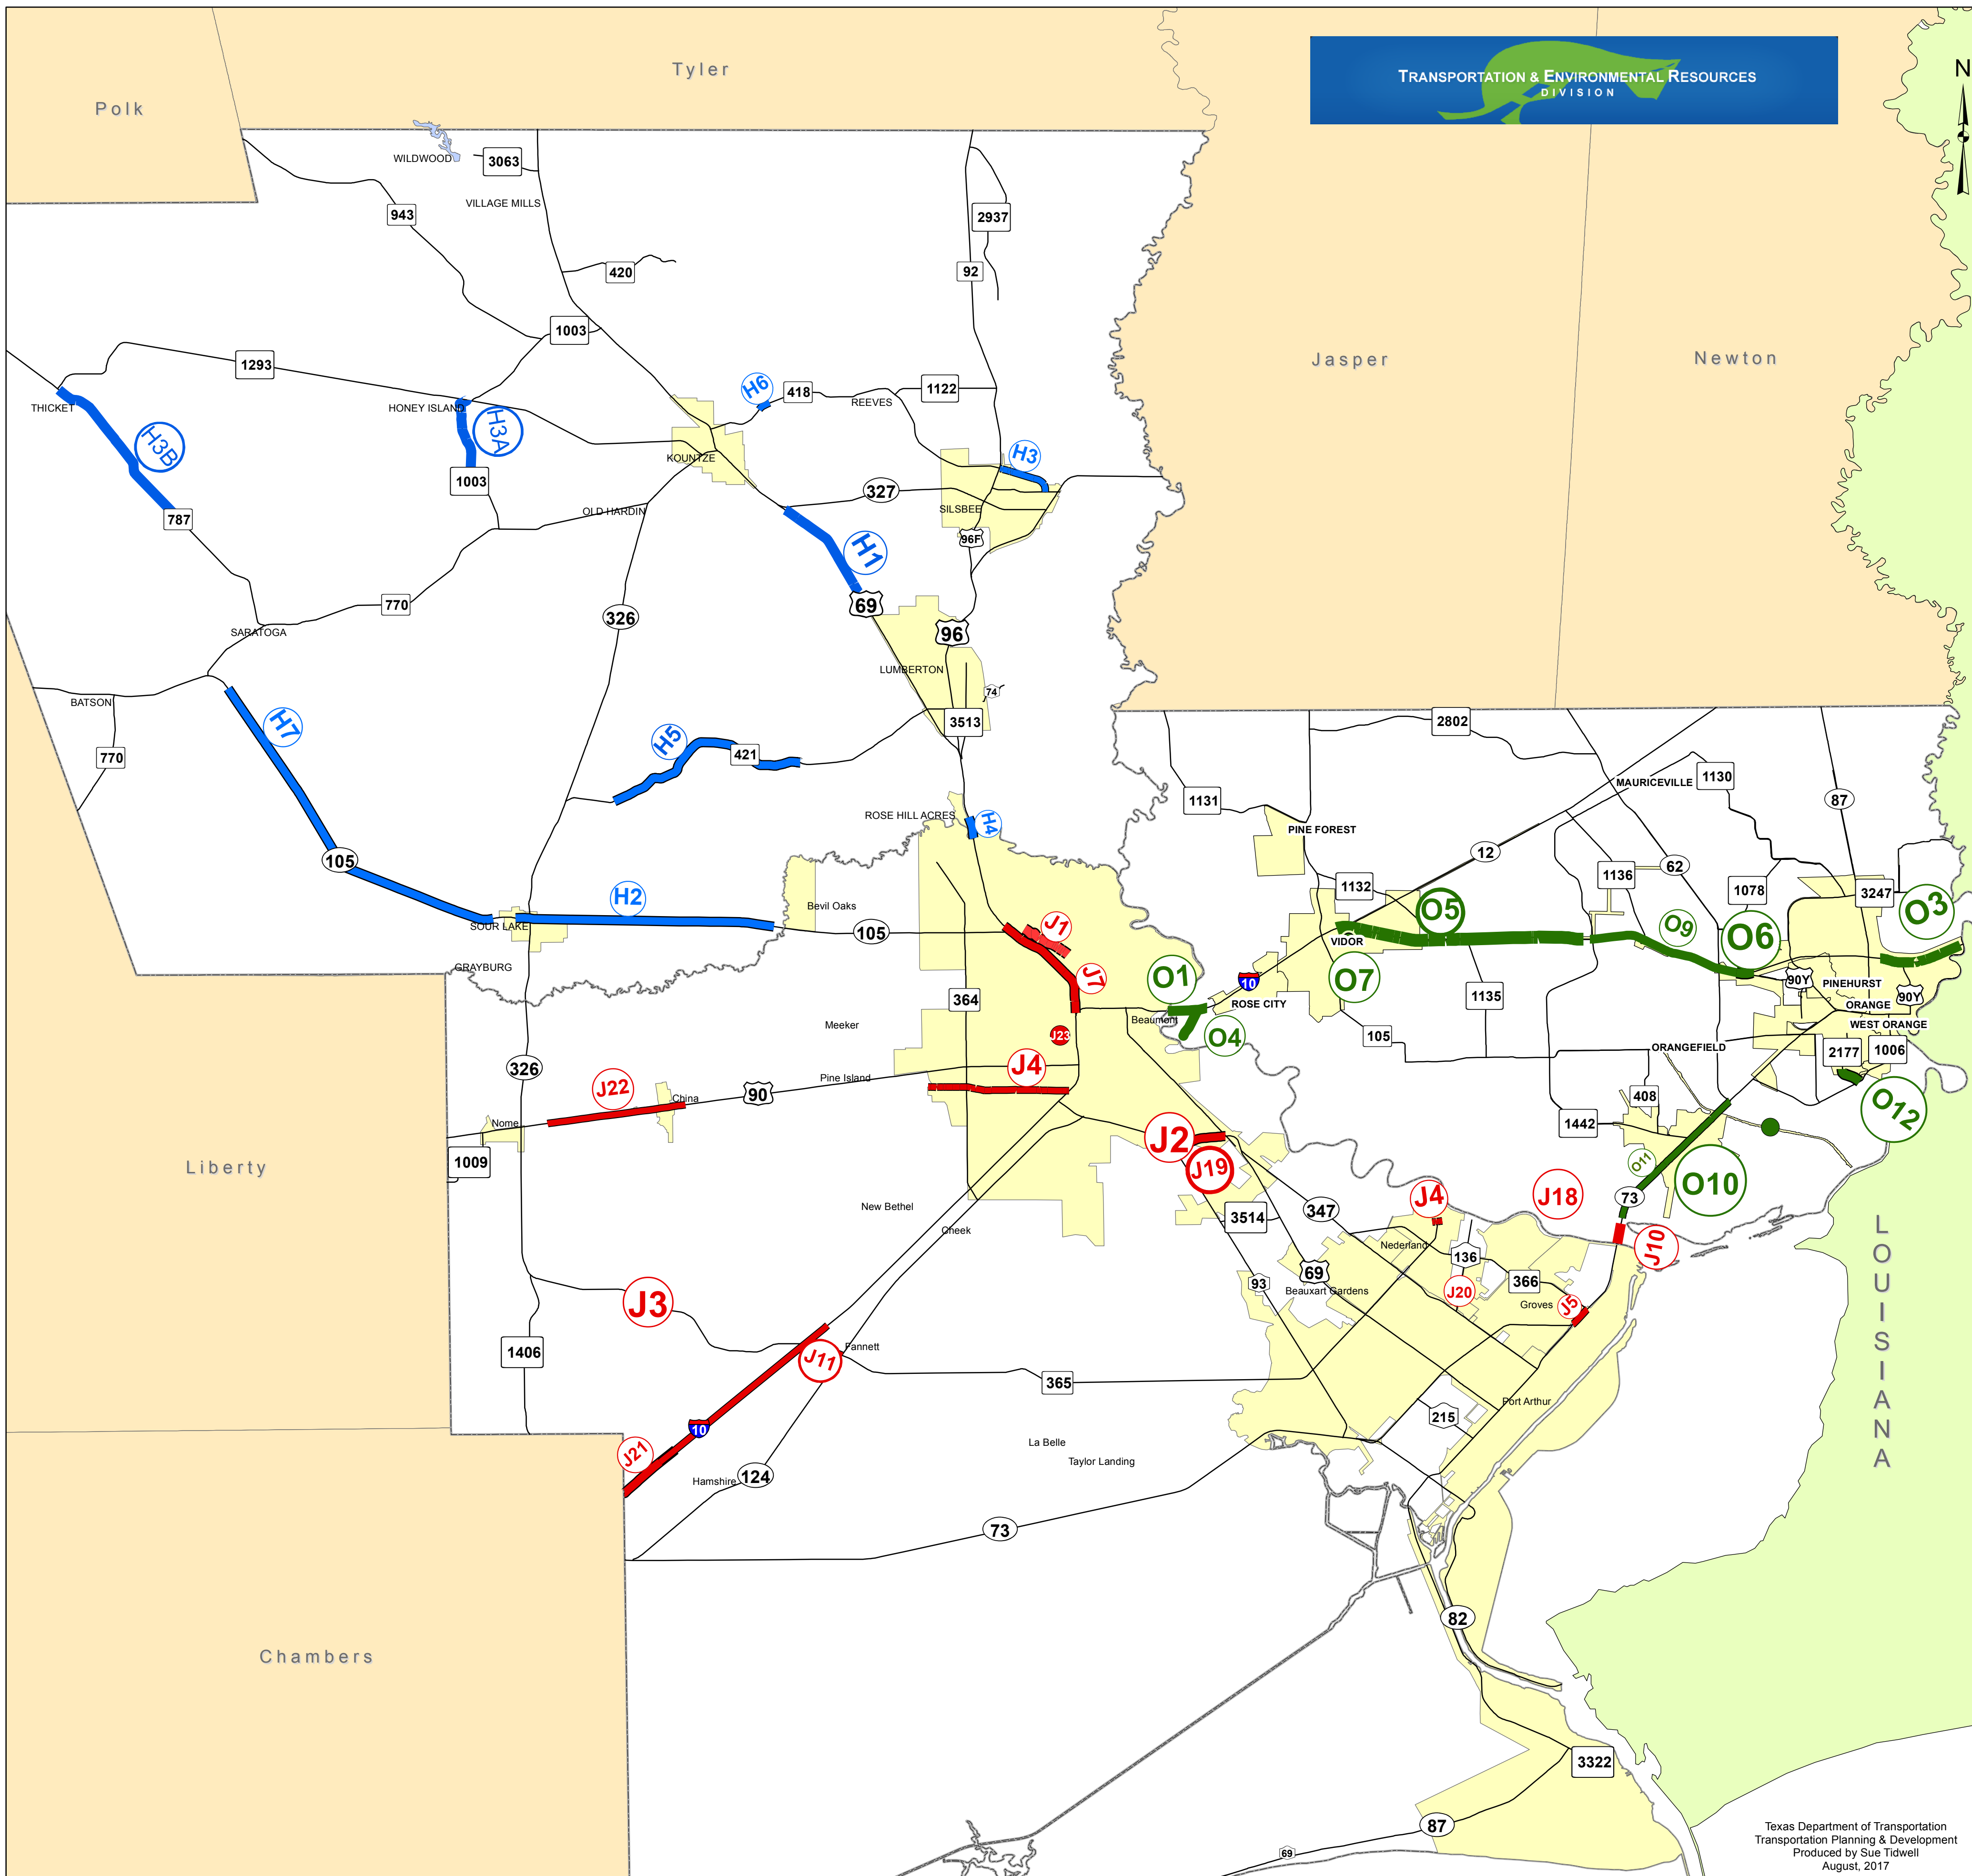 Tyler
Polk
TRANSPORTATION & ENVIRONMENTAL RESOURCES
DIVISION
N
WILDWOOD
3063
VILLAGE MILLS
943
2937
420
92
1003
1293
Jasper
Newton
H6
418
1122
REEVES
THICKET
HONEY ISLAND
H3A
H3B
KOUNTZE
H3
1003
327
787
OLD HARDIN
SILSBEE
96F
H1
770
69
326
SARATOGA
96
LUMBERTON
74
BATSON
H7
3513
2802
H5
421
770
MAURICEVILLE
1130
1131
87
ROSE HILL ACRES
H4
PINE FOREST
105
12
62
1136
1132
1078
3247
H2
Bevil Oaks
O5
O3
SOUR LAKE
105
J1
O9
O6
VIDOR
GRAYBURG
J7
O1
O7
10
90Y
PINEHURST
364
1135
ROSE CITY
90Y
ORANGE
Meeker
Beaumont
WEST ORANGE
J23
O4
105
ORANGEFIELD
2177
1006
326
J4
Pine Island
J22
China
90
408
O12
Nome
1442
J2
1009
J19
O11
O10
Liberty
J4
J18
73
New Bethel
3514
347
Cheek
Nederland
J10
136
LOUISIANA
69
366
93
Beauxart Gardens
J20
Groves
J5
J3
1406
Fannett
J11
365
Port Arthur
215
10
La Belle
J21
Taylor Landing
Hamshire
124
73
82
Chambers
3322
87
69
Texas Department of Transportation
Transportation Planning & Development
Produced by Sue Tidwell
August, 2017